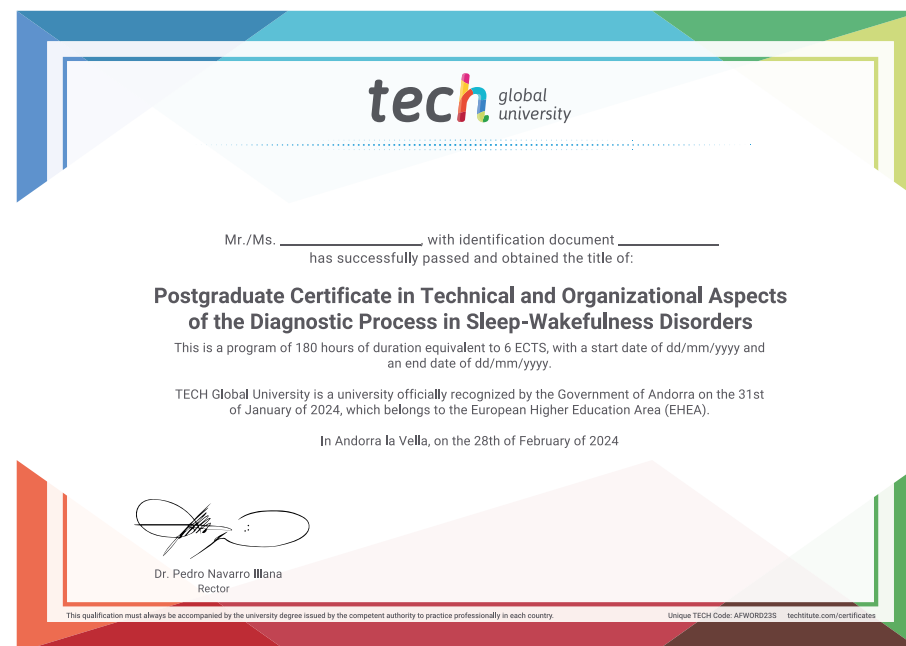 tech global
university
Mr./Ms. ____________________, with identification document ______________
has successfully passed and obtained the title of:
Postgraduate Certificate in Technical and Organizational Aspects
of the Diagnostic Process in Sleep-Wakefulness Disorders
This is a program of 180 hours of duration equivalent to 6 ECTS, with a start date of dd/mm/yyyy and
an end date of dd/mm/yyyy.
TECH Global University is a university officially recognized by the Government of Andorra on the 31st
of January of 2024, which belongs to the European Higher Education Area (EHEA).
In Andorra la Vella, on the 28th of February of 2024
Dr. Pedro Navarro Illana
Rector
This qualification must always be accompanied by the university degree issued by the competent authority to practice professionally in each country.
Unique TECH Code: AFWORD23S techtitute.com/certificates